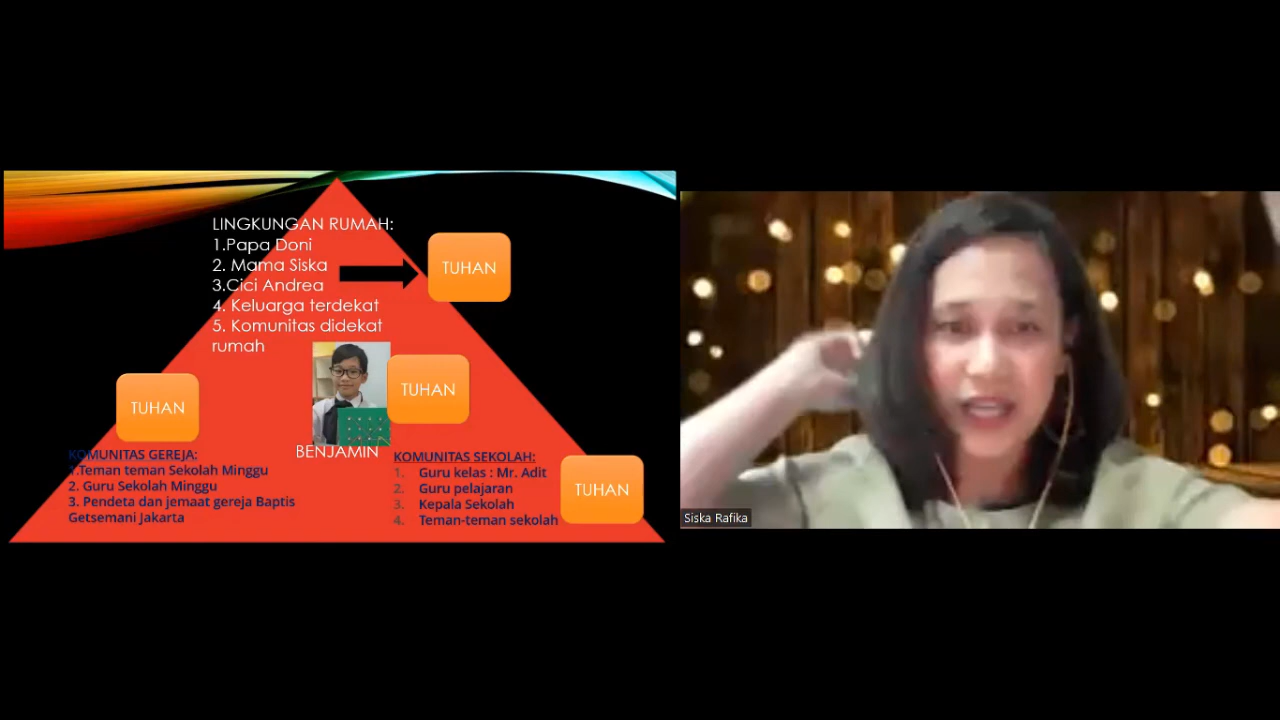 LINGKUNGAN RUMAH:
1.Papa Doni
2. Mama Siska
3.Cici Andrea
4. Keluarga terdekat
5. Komunitas didekat
rumah
TUHAN
TUHAN
TUHAN
BENJAMIN
KOMUNITAS GEREJA:
1.Teman teman Sekolah Minggu
2. Guru Sekolah Minggu
3. Pendeta dan jemaat gereja Baptis
Getsemani Jakarta
KOMUNITAS SEKOLAH:
1. Guru kelas : Mr. Adit
2. Guru pelajaran
3. Kepala Sekolah
4. Teman-teman sekolah
TUHAN
Siska Rafika